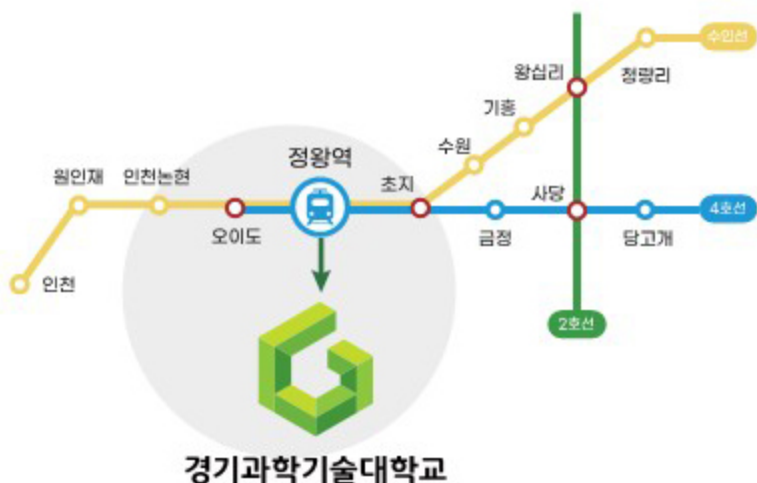 수인선
왕십리
청량리
기흥
정왕역
수원
원인재
인천논현
초지
사당
4호선
오이도
금정
당고개
인천
2호선
경기과학기술대학교